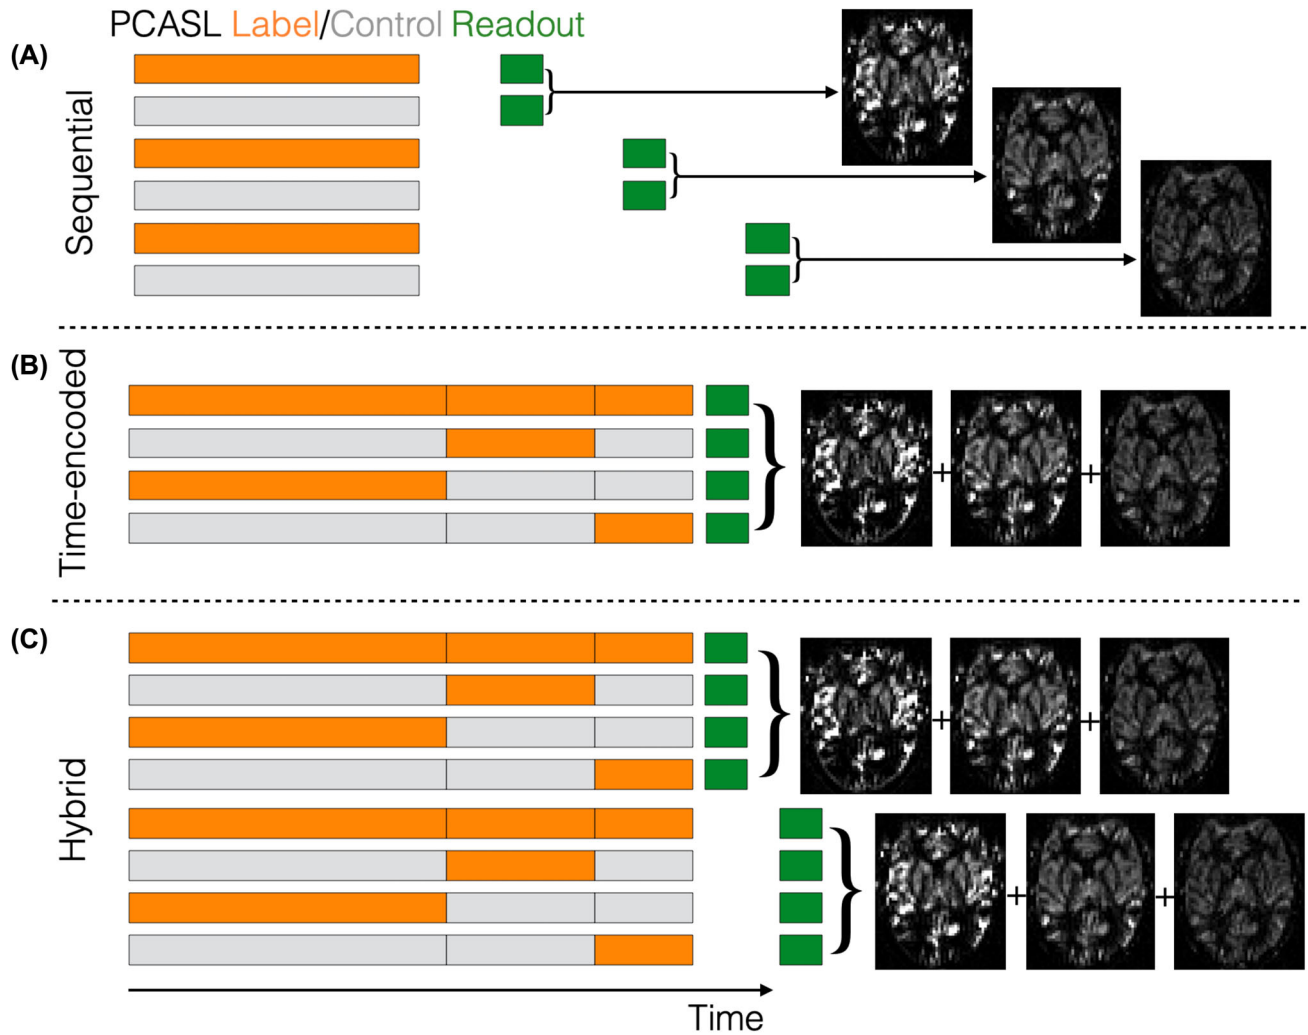 PCASL Label/Control Readout
(A)
Sequential
(B)
Time-encoded
+ +
(C)
Hybrid
+ +
+ +
Time